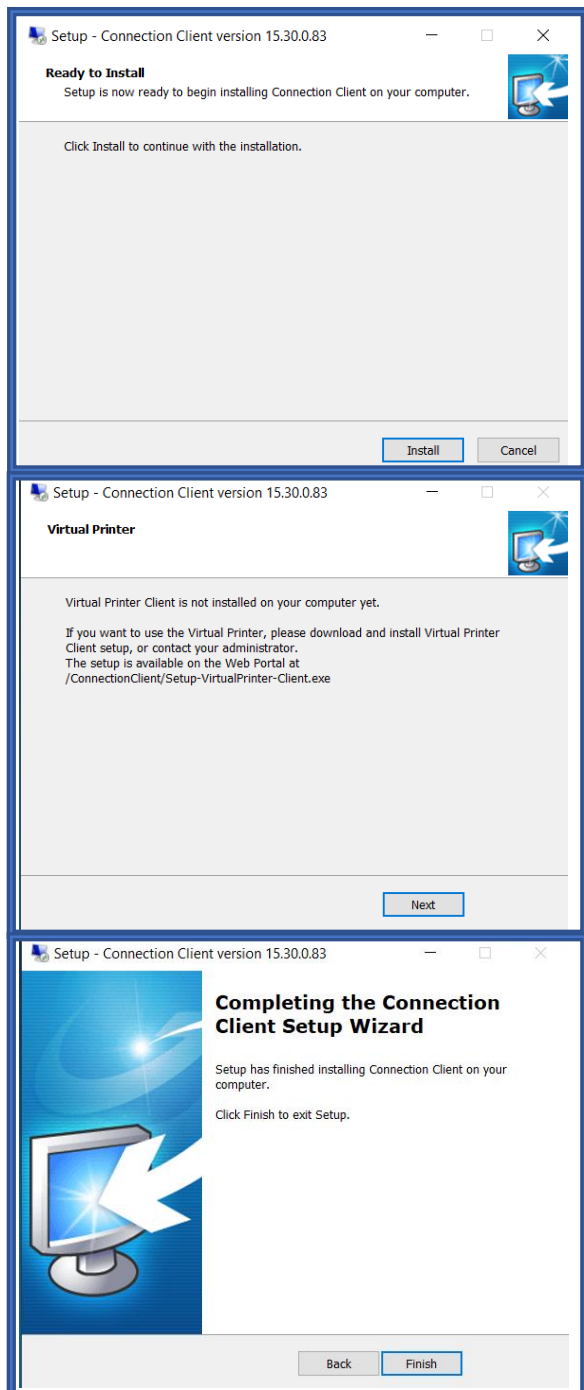 Setup - Connection Client version 15.30.0.83
Ready to Install
Setup is now ready to begin installing Connection Client on your computer.
Click Install to continue with the installation.
Install Cancel
Setup - Connection Client version 15.30.0.83
Virtual Printer
Virtual Printer Client is not installed on your computer yet.
If you want to use the Virtual Printer, please download and install Virtual Printer
Client setup, or contact your administrator.
The setup is available on the Web Portal at
/ConnectionClient/Setup-VirtualPrinter-Client.exe
Next
Setup - Connection Client version 15.30.0.83
Completing the Connection
Client Setup Wizard
Setup has finished installing Connection Client on your
computer.
Click Finish to exit Setup.
Back Finish